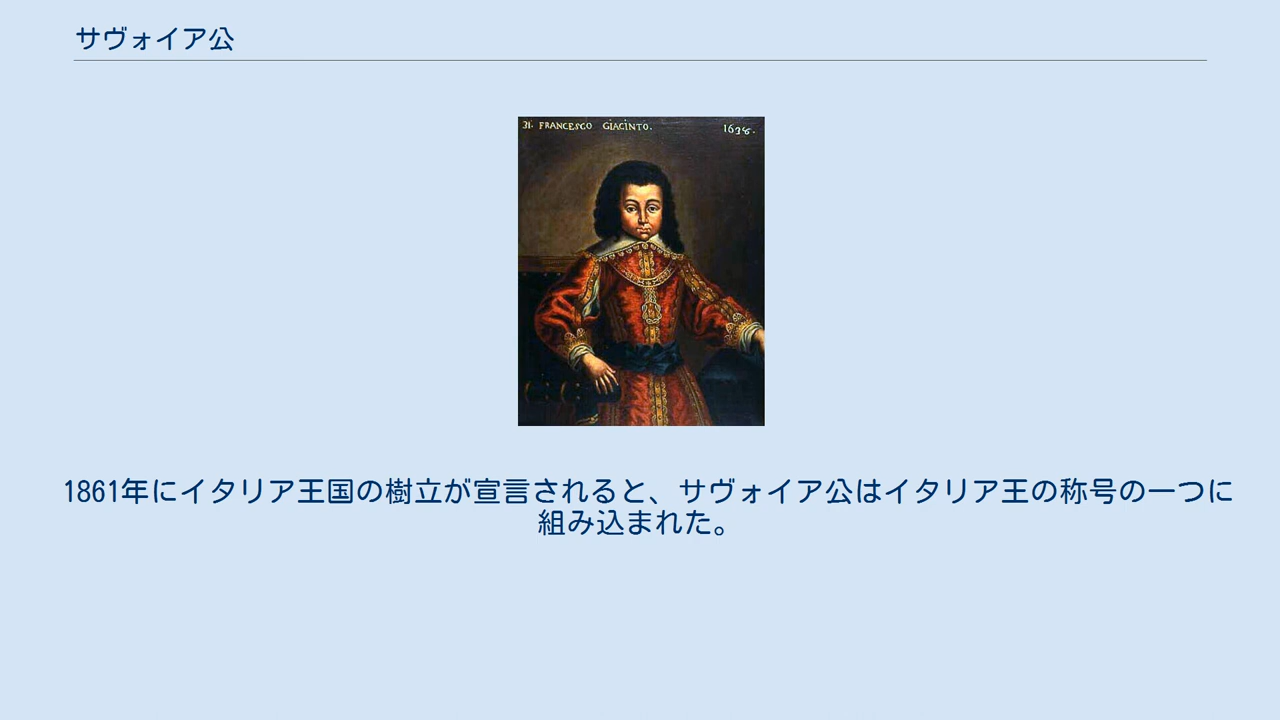 サヴォイア公
31. FRANCESCO GIACINTO. 1638.
1861年にイタリア王国の樹立が宣言されると、サヴォイア公はイタリア王の称号の一つに
組み込まれた。